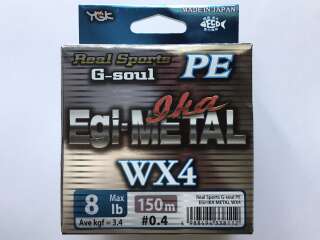 YGK
MADE IN JAPAN
Real Sports
G-soul
PE
Ika
Egi-METAL
WX4
8 Max lb
150m
Ave kgf = 3.4
#0.4
Real Sports G-soul PE
EGI-IKA METAL WX4